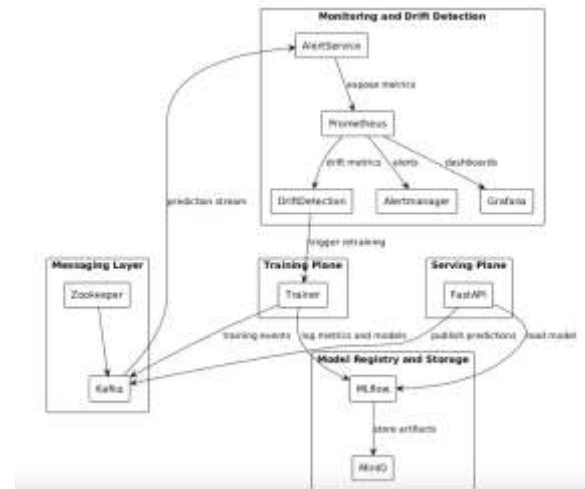 Monitoring and Drift Detection
AlertService
expose metrics
Prometheus
drift metrics
alerts
dashboards
DriftDetection
Alertmanager
Grafana
prediction stream
trigger retraining
Messaging Layer
Training Plane
Serving Plane
Zookeeper
Trainer
FastAPI
training events
log metrics and models
publish predictions
load model
Model Registry and Storage
Kafka
MLflow
store artifacts
MinIO